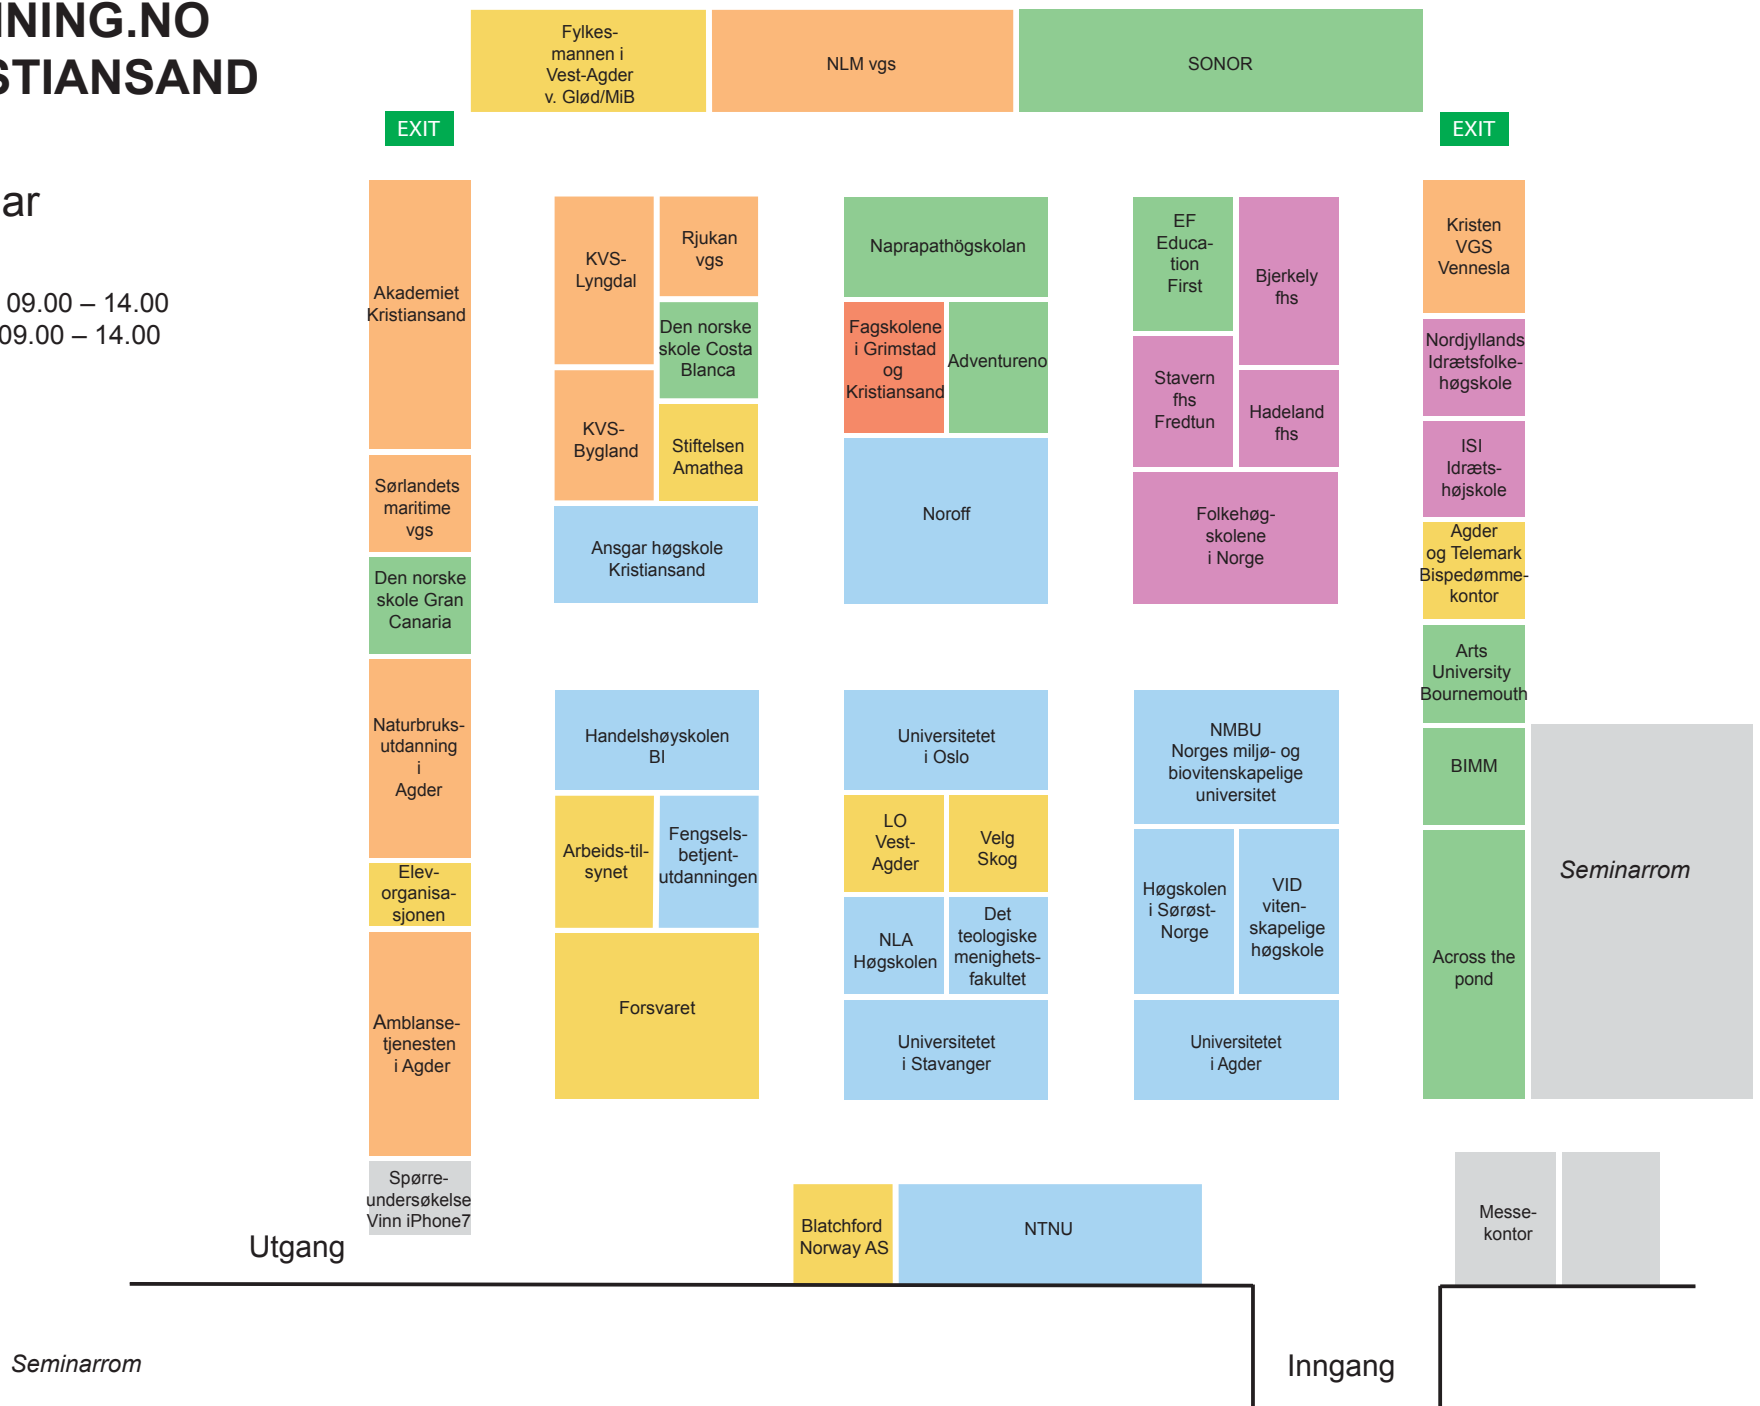 NING.NO
STIANSAND
ar
09.00 – 14.00
09.00 – 14.00
Fylkes-
mannen i
Vest-Agder
v. Glød/MiB
NLM vgs
SONOR
EXIT
EXIT
Akademiet
Kristiansand
Sørlandets
maritime
vgs
Den norske
skole Gran
Canaria
Naturbruks-
utdanning
i
Agder
Elev-
organisa-
sjonen
Amblanse-
tjenesten
i Agder
Spørre-
undersøkelse
Vinn iPhone7
KVS-
Lyngdal
Rjukan
vgs
Den norske
skole Costa
Blanca
KVS-
Bygland
Stiftelsen
Amathea
Ansgar høgskole
Kristiansand
Naprapathögskolan
Fagskolene
i Grimstad
og
Kristiansand
Adventureno
Noroff
EF
Educa-
tion
First
Bjerkely
fhs
Stavern
fhs
Fredtun
Hadeland
fhs
Folkehøg-
skolene
i Norge
Kristen
VGS
Vennesla
Nordjyllands
Idrætsfolke-
høgskole
ISI
Idræts-
højskole
Agder
og Telemark
Bispedømme-
kontor
Arts
University
Bournemouth
BIMM
Across the
pond
Seminarrom
Handelshøyskolen
BI
Arbeids-til-
synet
Fengsels-
betjent-
utdanningen
Forsvaret
Universitetet
i Oslo
LO
Vest-
Agder
Velg
Skog
NLA
Høgskolen
Det
teologiske
menighets-
fakultet
Universitetet
i Stavanger
NMBU
Norges miljø- og
biovitenskapelige
universitet
Høgskolen
i Sørøst-
Norge
VID
viten-
skapelige
høgskole
Universitetet
i Agder
Blatchford
Norway AS
NTNU
Messe-
kontor
Utgang
Inngang
Seminarrom